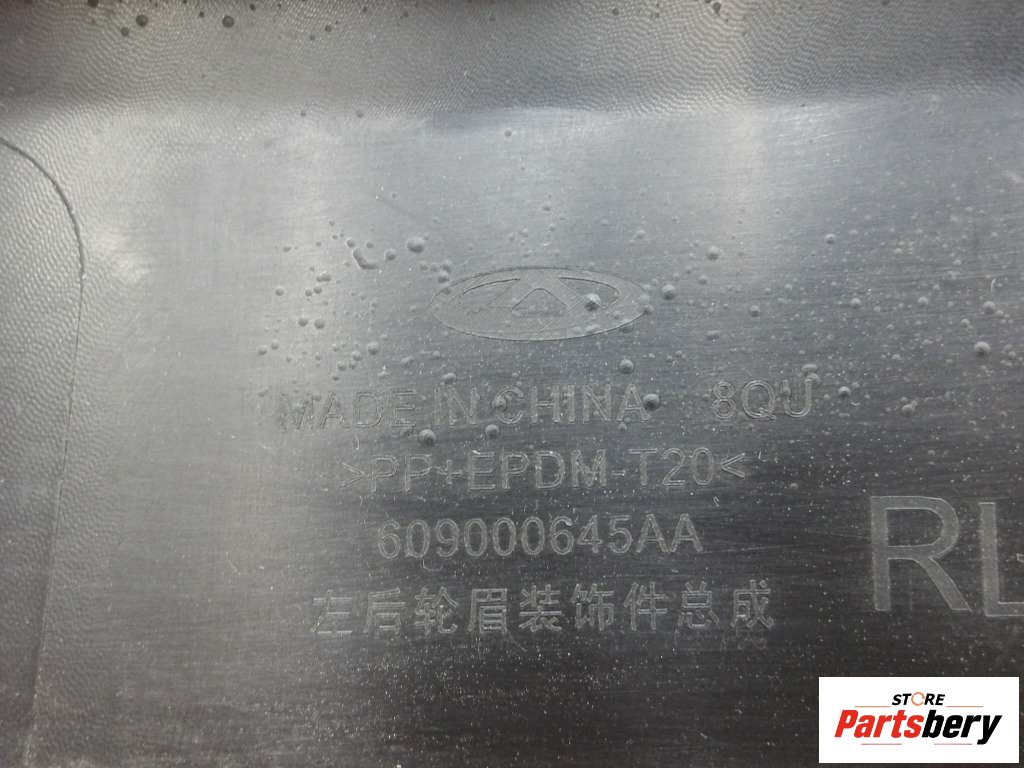 MADE IN CHINA 8QU
>PP+EPDM-T20<
609000645AA
RL
左后轮眉装饰件总成
STORE
Partsbery